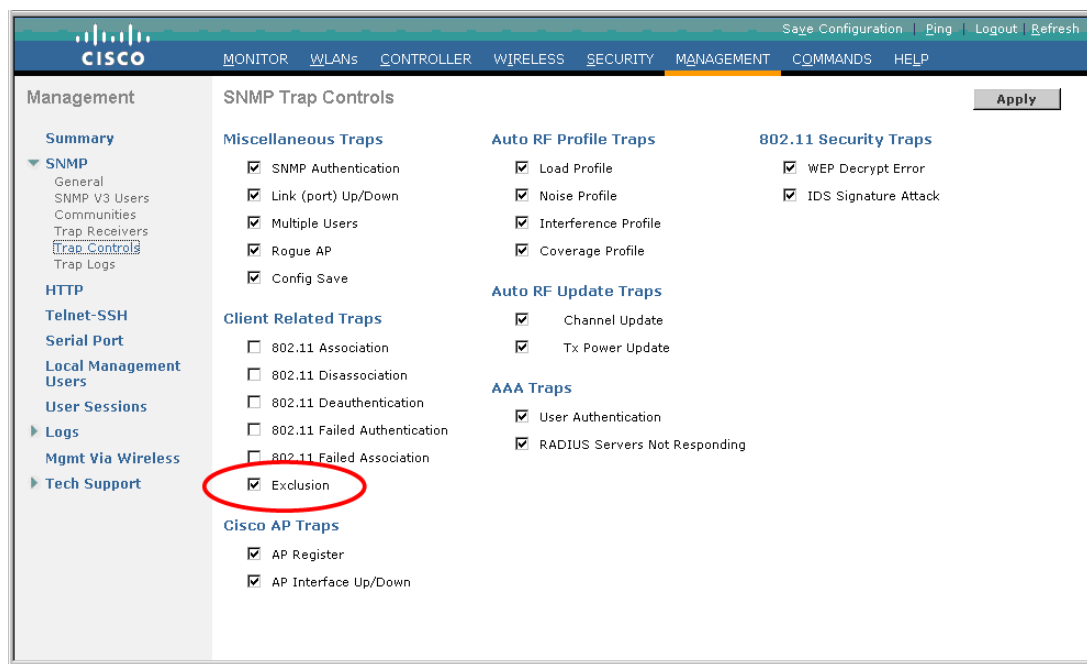 Save Configuration | Ping | Logout | Refresh
CISCO
MONITOR WLANs CONTROLLER WIRELESS SECURITY MANAGEMENT COMMANDS HELP
Management
Summary
SNMP
General
SNMP V3 Users
Communities
Trap Receivers
Trap Controls
Trap Logs
HTTP
Telnet-SSH
Serial Port
Local Management
Users
User Sessions
Logs
Mgmt Via Wireless
Tech Support
SNMP Trap Controls
Apply
Miscellaneous Traps
SNMP Authentication
Link (port) Up/Down
Multiple Users
Rogue AP
Config Save
Client Related Traps
802.11 Association
802.11 Disassociation
802.11 Deauthentication
802.11 Failed Authentication
802.11 Failed Association
Exclusion
Cisco AP Traps
AP Register
AP Interface Up/Down
Auto RF Profile Traps
Load Profile
Noise Profile
Interference Profile
Coverage Profile
Auto RF Update Traps
Channel Update
Tx Power Update
AAA Traps
User Authentication
RADIUS Servers Not Responding
802.11 Security Traps
WEP Decrypt Error
IDS Signature Attack